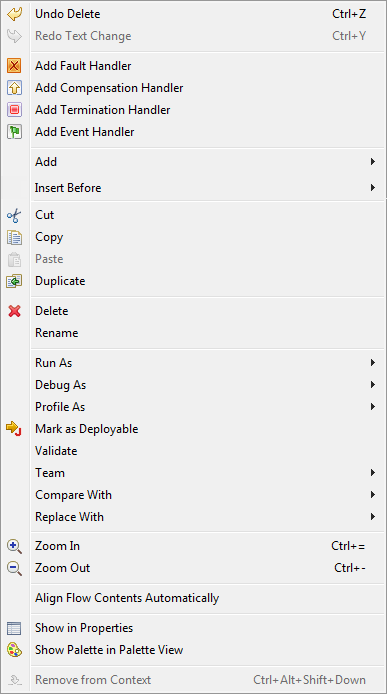 Undo Delete Ctrl+Z
Redo Text Change Ctrl+Y
Add Fault Handler
Add Compensation Handler
Add Termination Handler
Add Event Handler
Add
Insert Before
Cut
Copy
Paste
Duplicate
Delete
Rename
Run As
Debug As
Profile As
Mark as Deployable
Validate
Team
Compare With
Replace With
Zoom In Ctrl+=
Zoom Out Ctrl+-
Align Flow Contents Automatically
Show in Properties
Show Palette in Palette View
Remove from Context Ctrl+Alt+Shift+Down